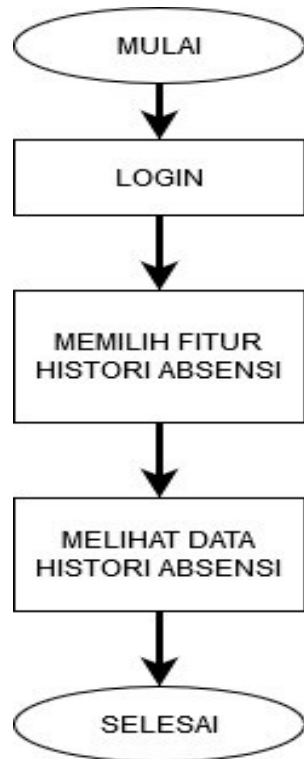 MULAI
LOGIN
MEMILIH FITUR
HISTORI ABSENSI
MELIHAT DATA
HISTORI ABSENSI
SELESAI